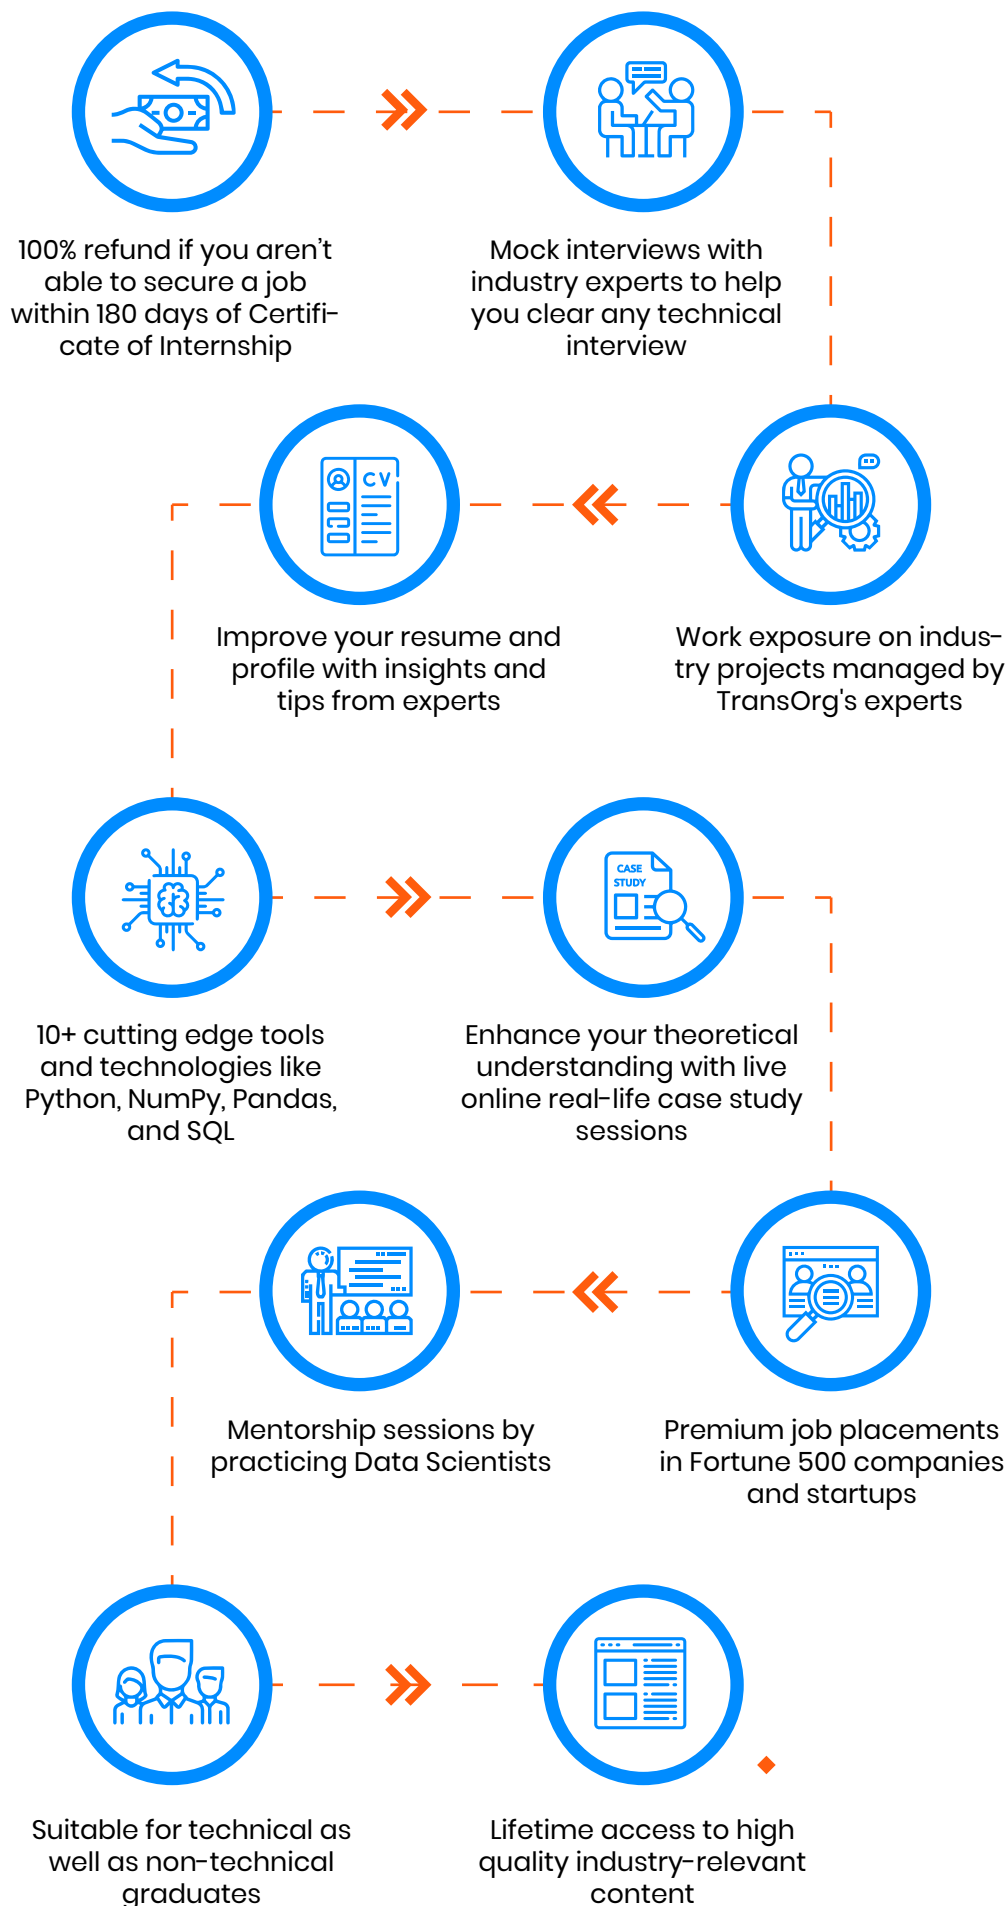 100% refund if you aren't
able to secure a job
within 180 days of Certifi-
cate of Internship
Mock interviews with
industry experts to help
you clear any technical
interview
CV
Improve your resume and
profile with insights and
tips from experts
Work exposure on indus-
try projects managed by
TransOrg's experts
10+ cutting edge tools
and technologies like
Python, NumPy, Pandas,
and SQL
CASE
STUDY
Enhance your theoretical
understanding with live
online real-life case study
sessions
Mentorship sessions by
practicing Data Scientists
Premium job placements
in Fortune 500 companies
and startups
Suitable for technical as
well as non-technical
graduates
Lifetime access to high
quality industry-relevant
content